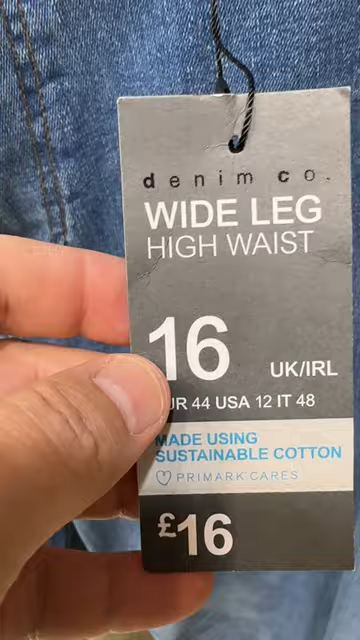 denim co.
WIDE LEG
HIGH WAIST
16
UK/IRL
UR 44 USA 12 IT 48
MADE USING
SUSTAINABLE COTTON
PRIMARK CARES
£16